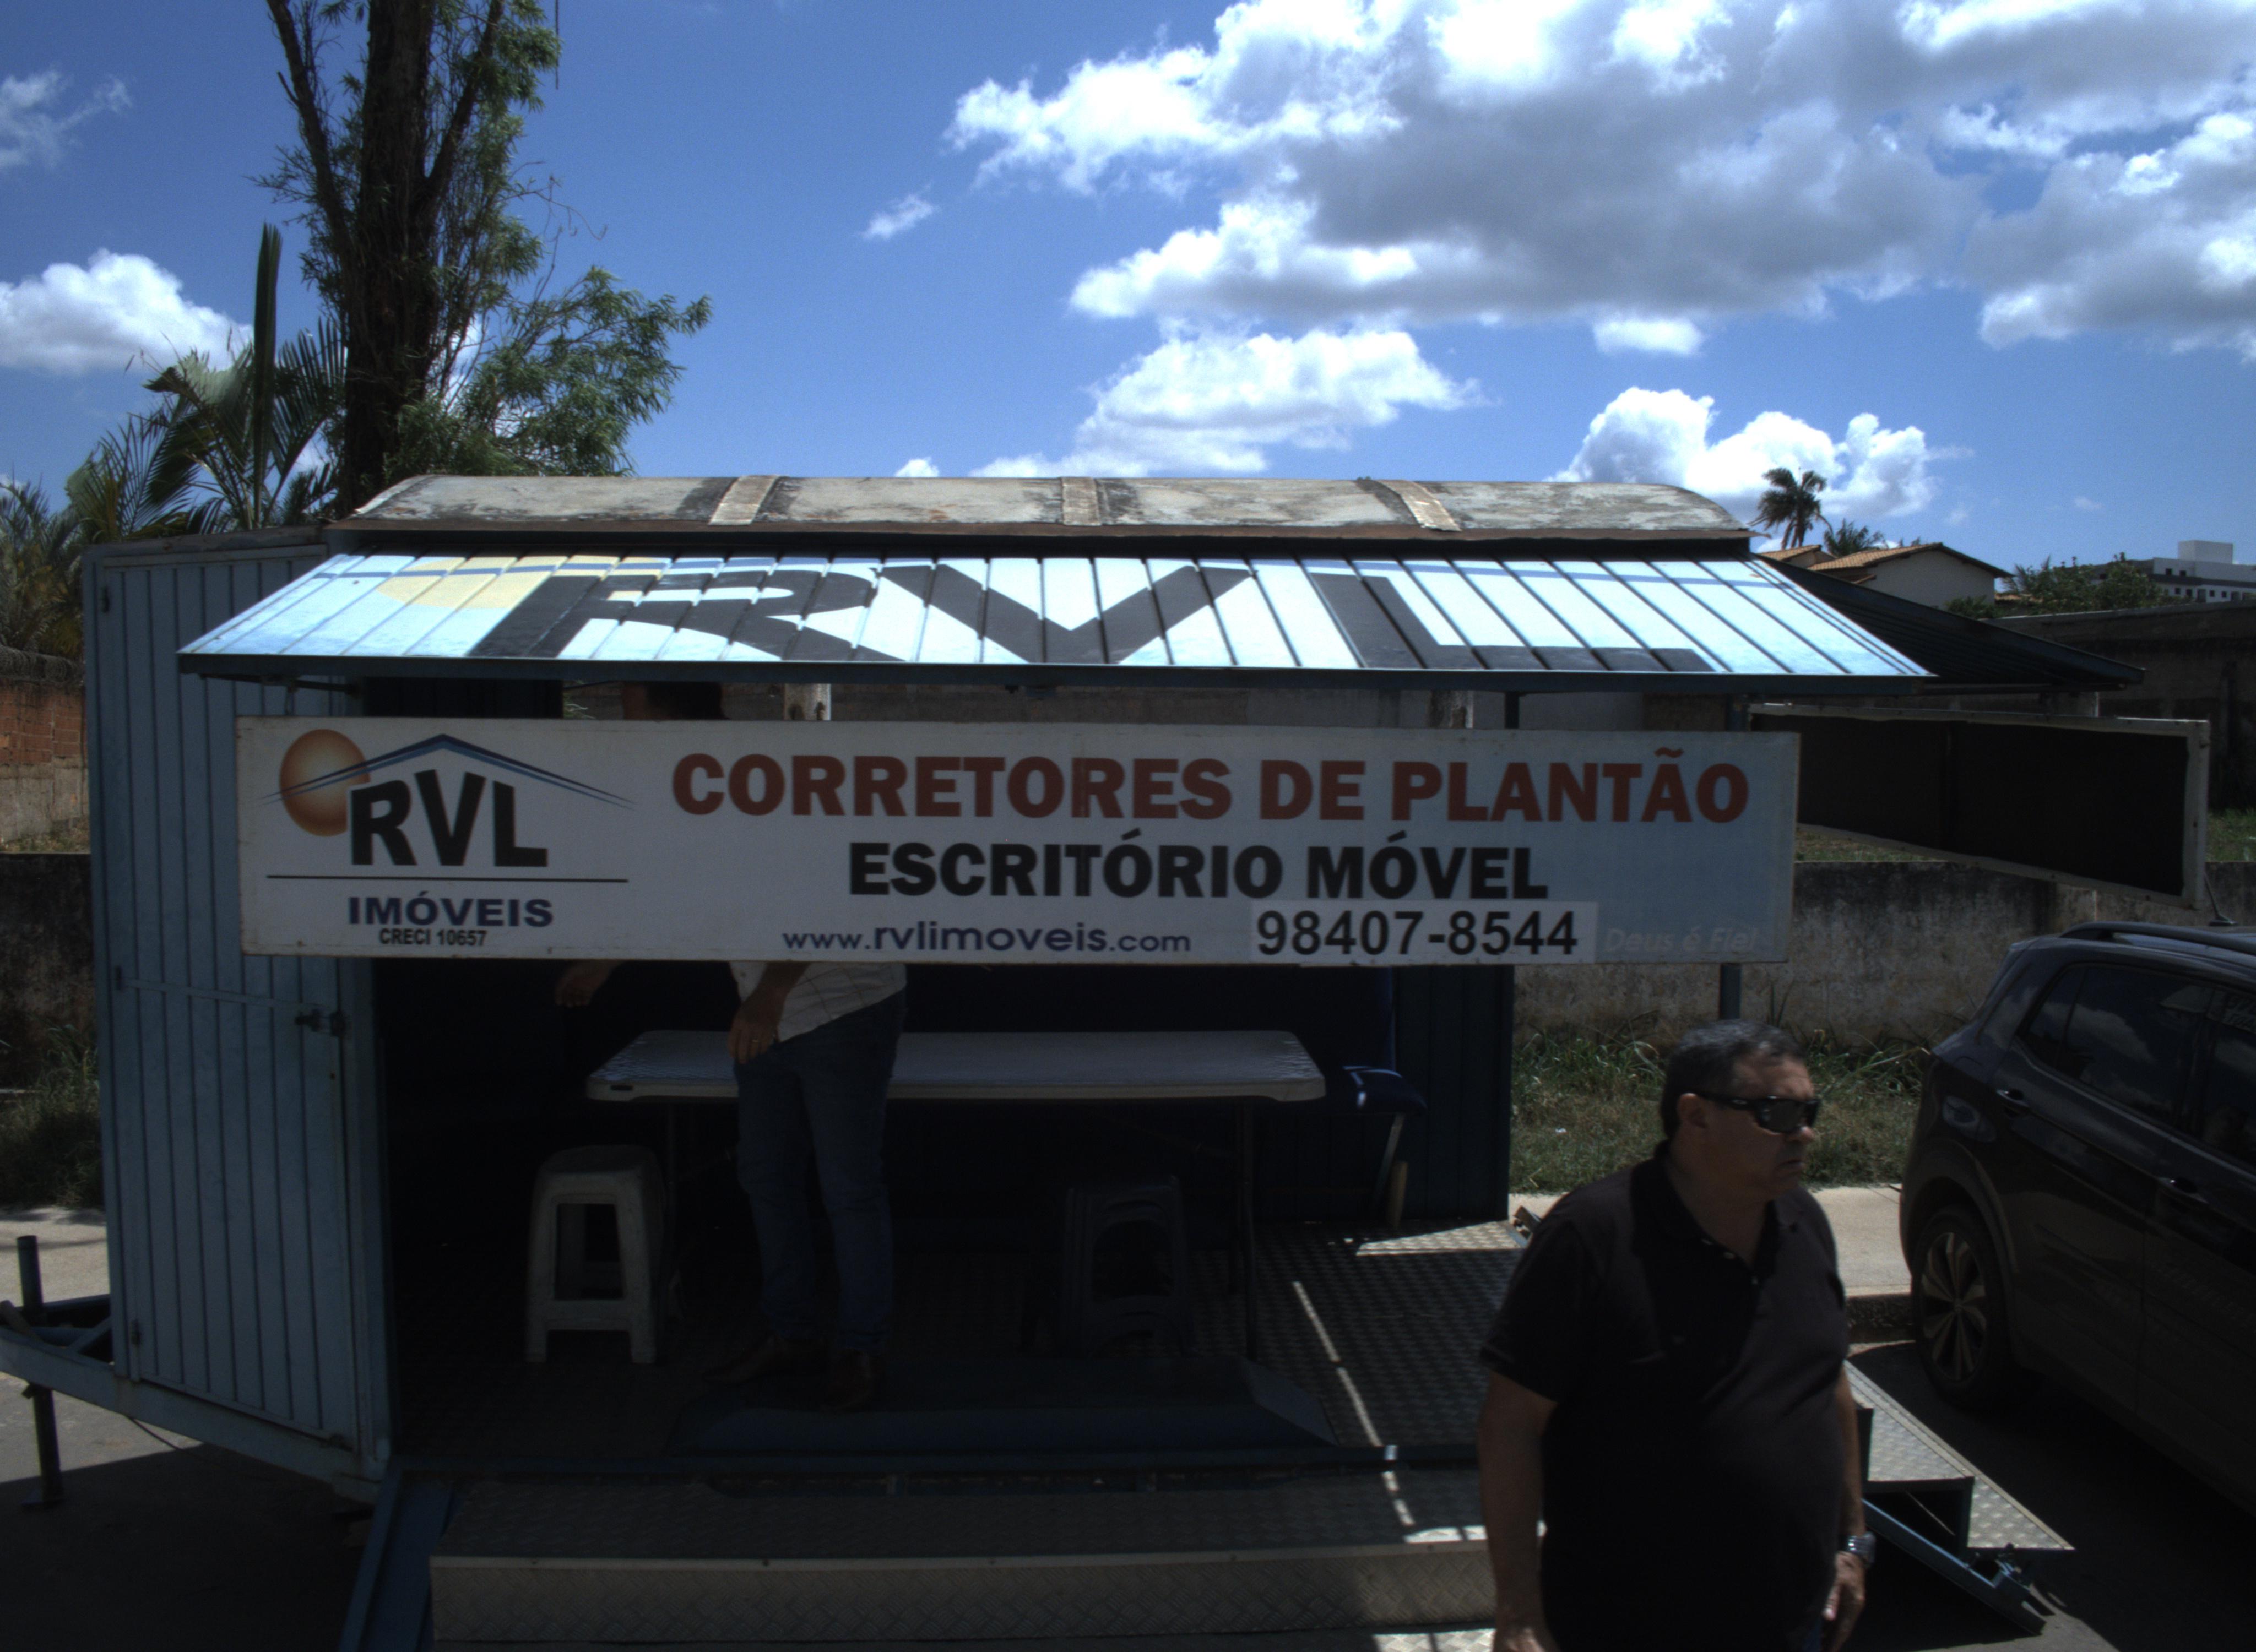 RVL
RVL
IMÓVEIS
CRECI 10657
CORRETORES DE PLANTÃO
ESCRITÓRIO MÓVEL
www.rvlimoveis.com
98407-8544
Deus é Fiel